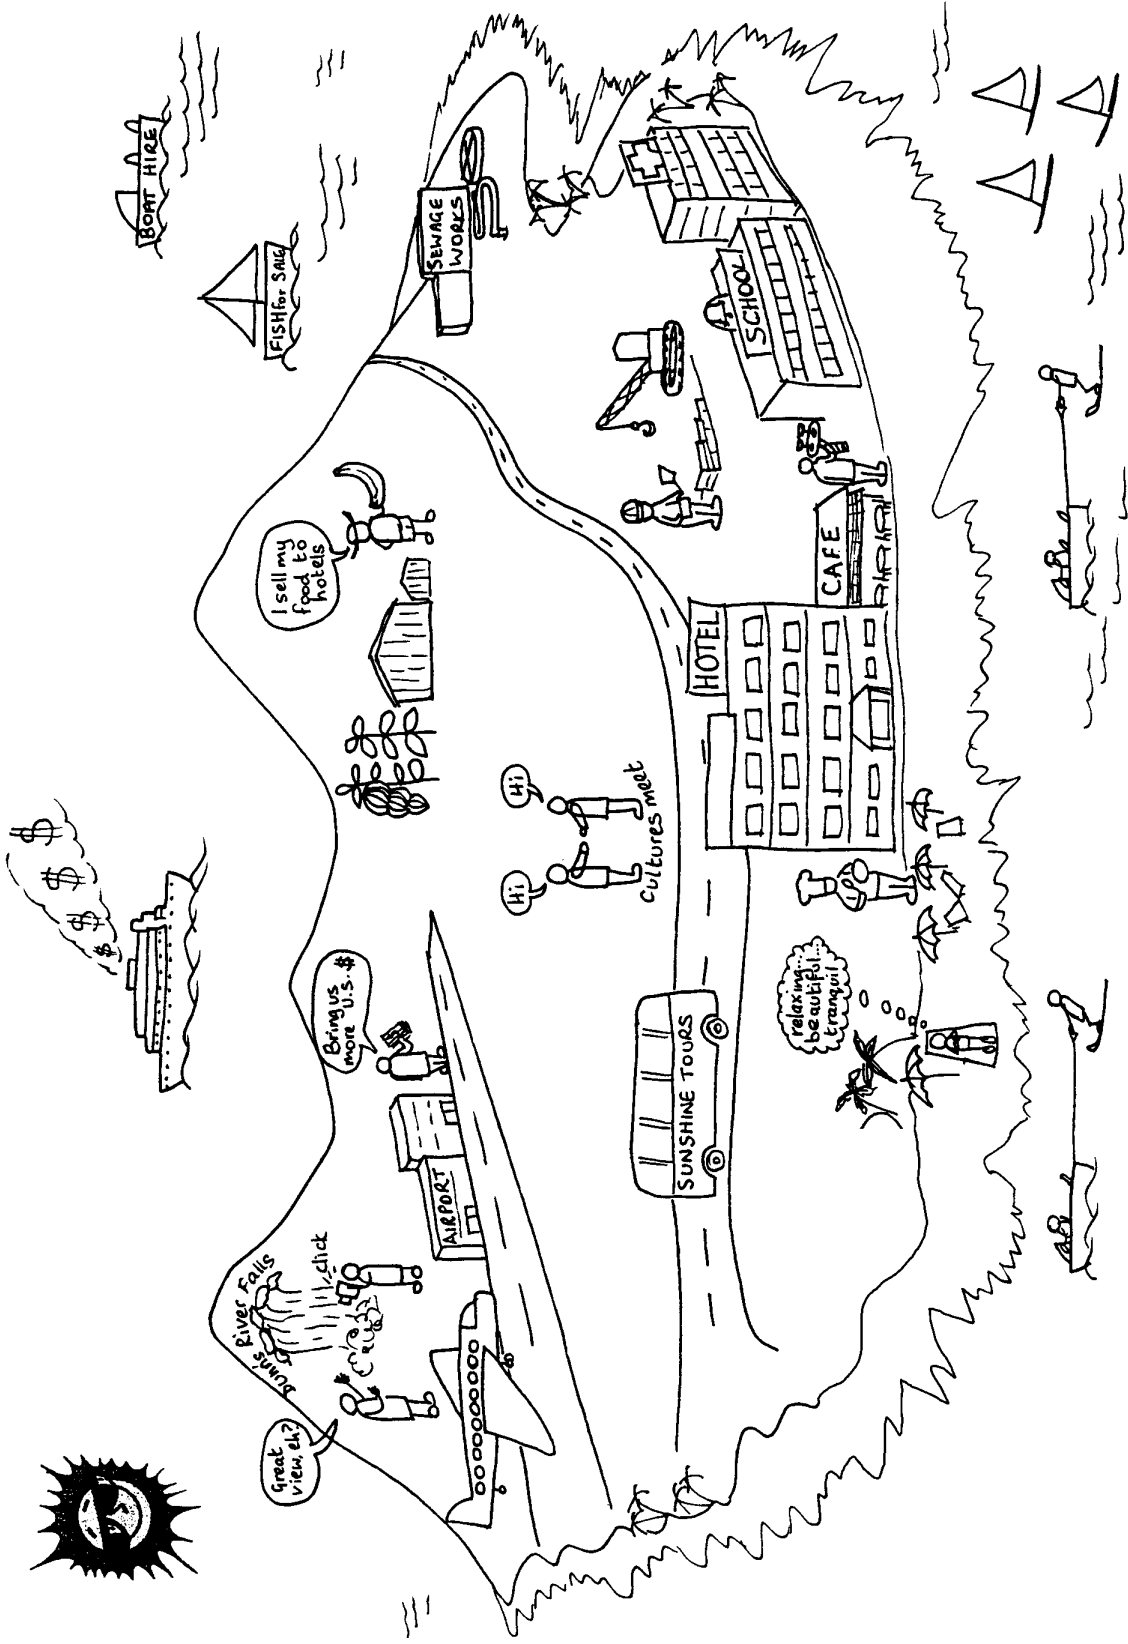 $ $ $ $
BOAT HIRE
FISH for SALE
Great
view, eh?
Dunn's River Falls
click
Bring us
more U.S. $
I sell my
food to
hotels
SEWAGE
WORKS
AIRPORT
Hi
Hi
cultures meet
SUNSHINE TOURS
HOTEL
CAFE
SCHOOL
relaxing...
beautiful...
tranquil